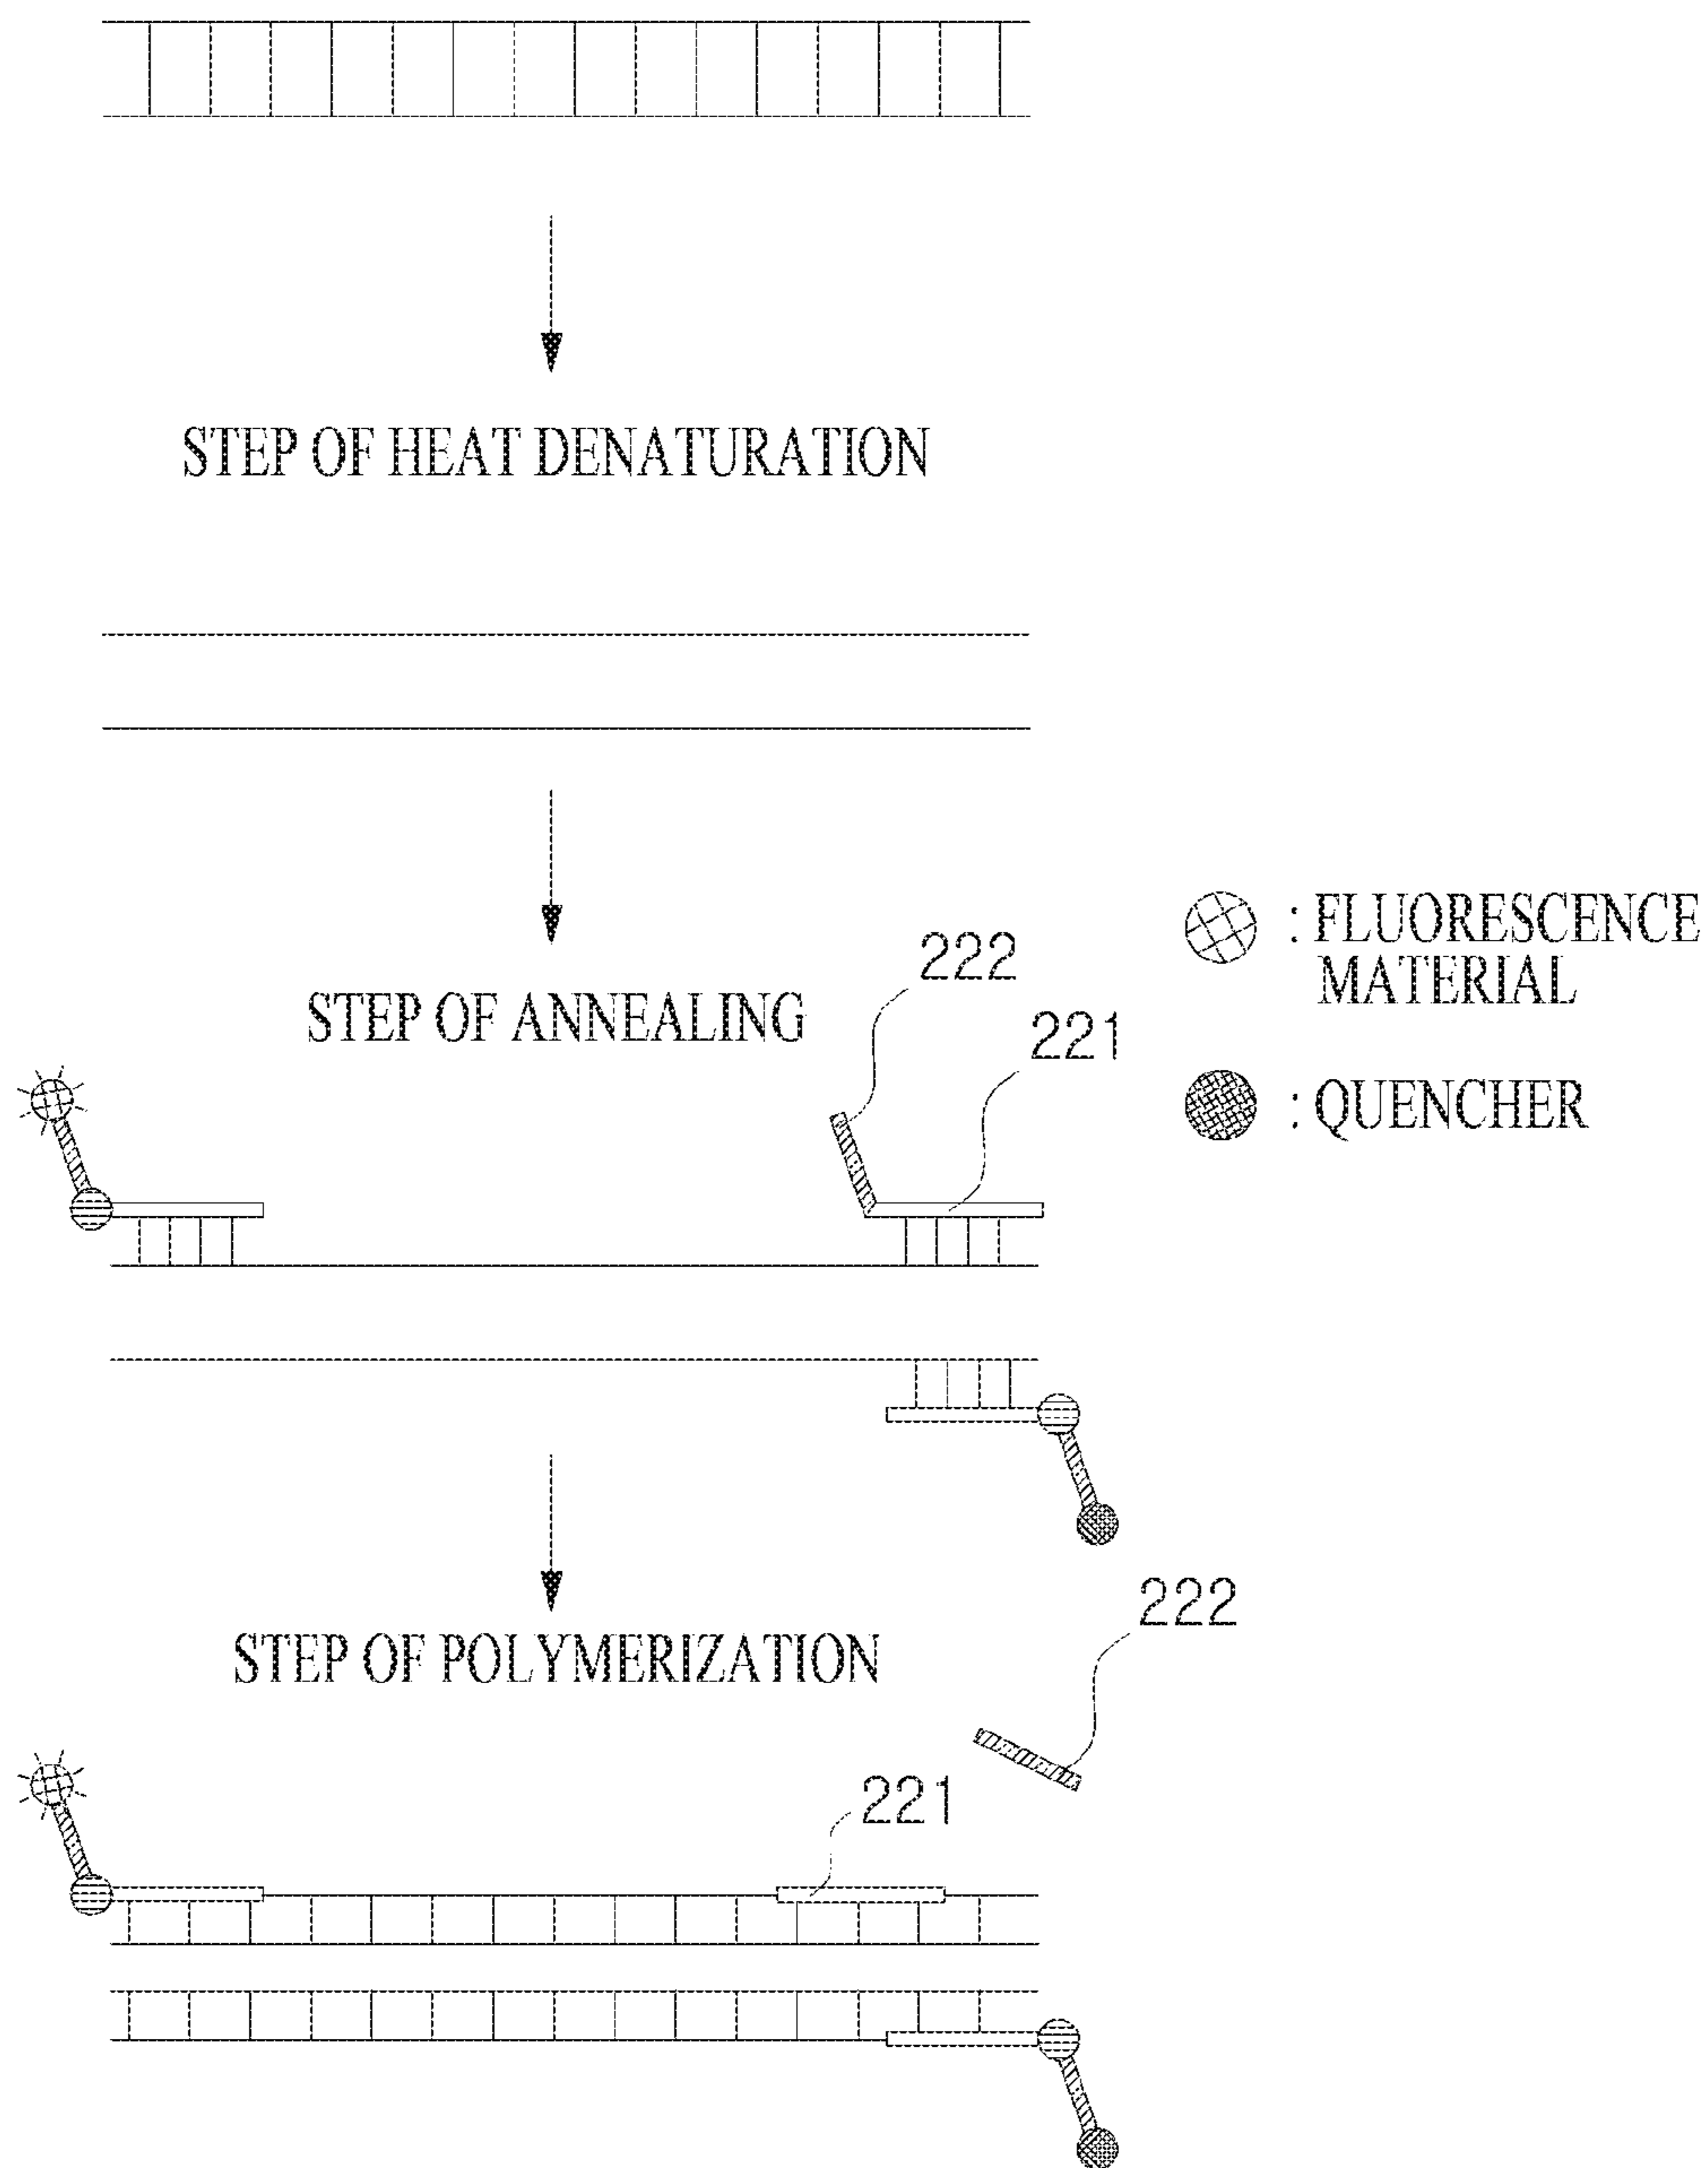 STEP OF HEAT DENATURATION
222
: FLUORESCENCE
MATERIAL
STEP OF ANNEALING
221
: QUENCHER
222
STEP OF POLYMERIZATION
221